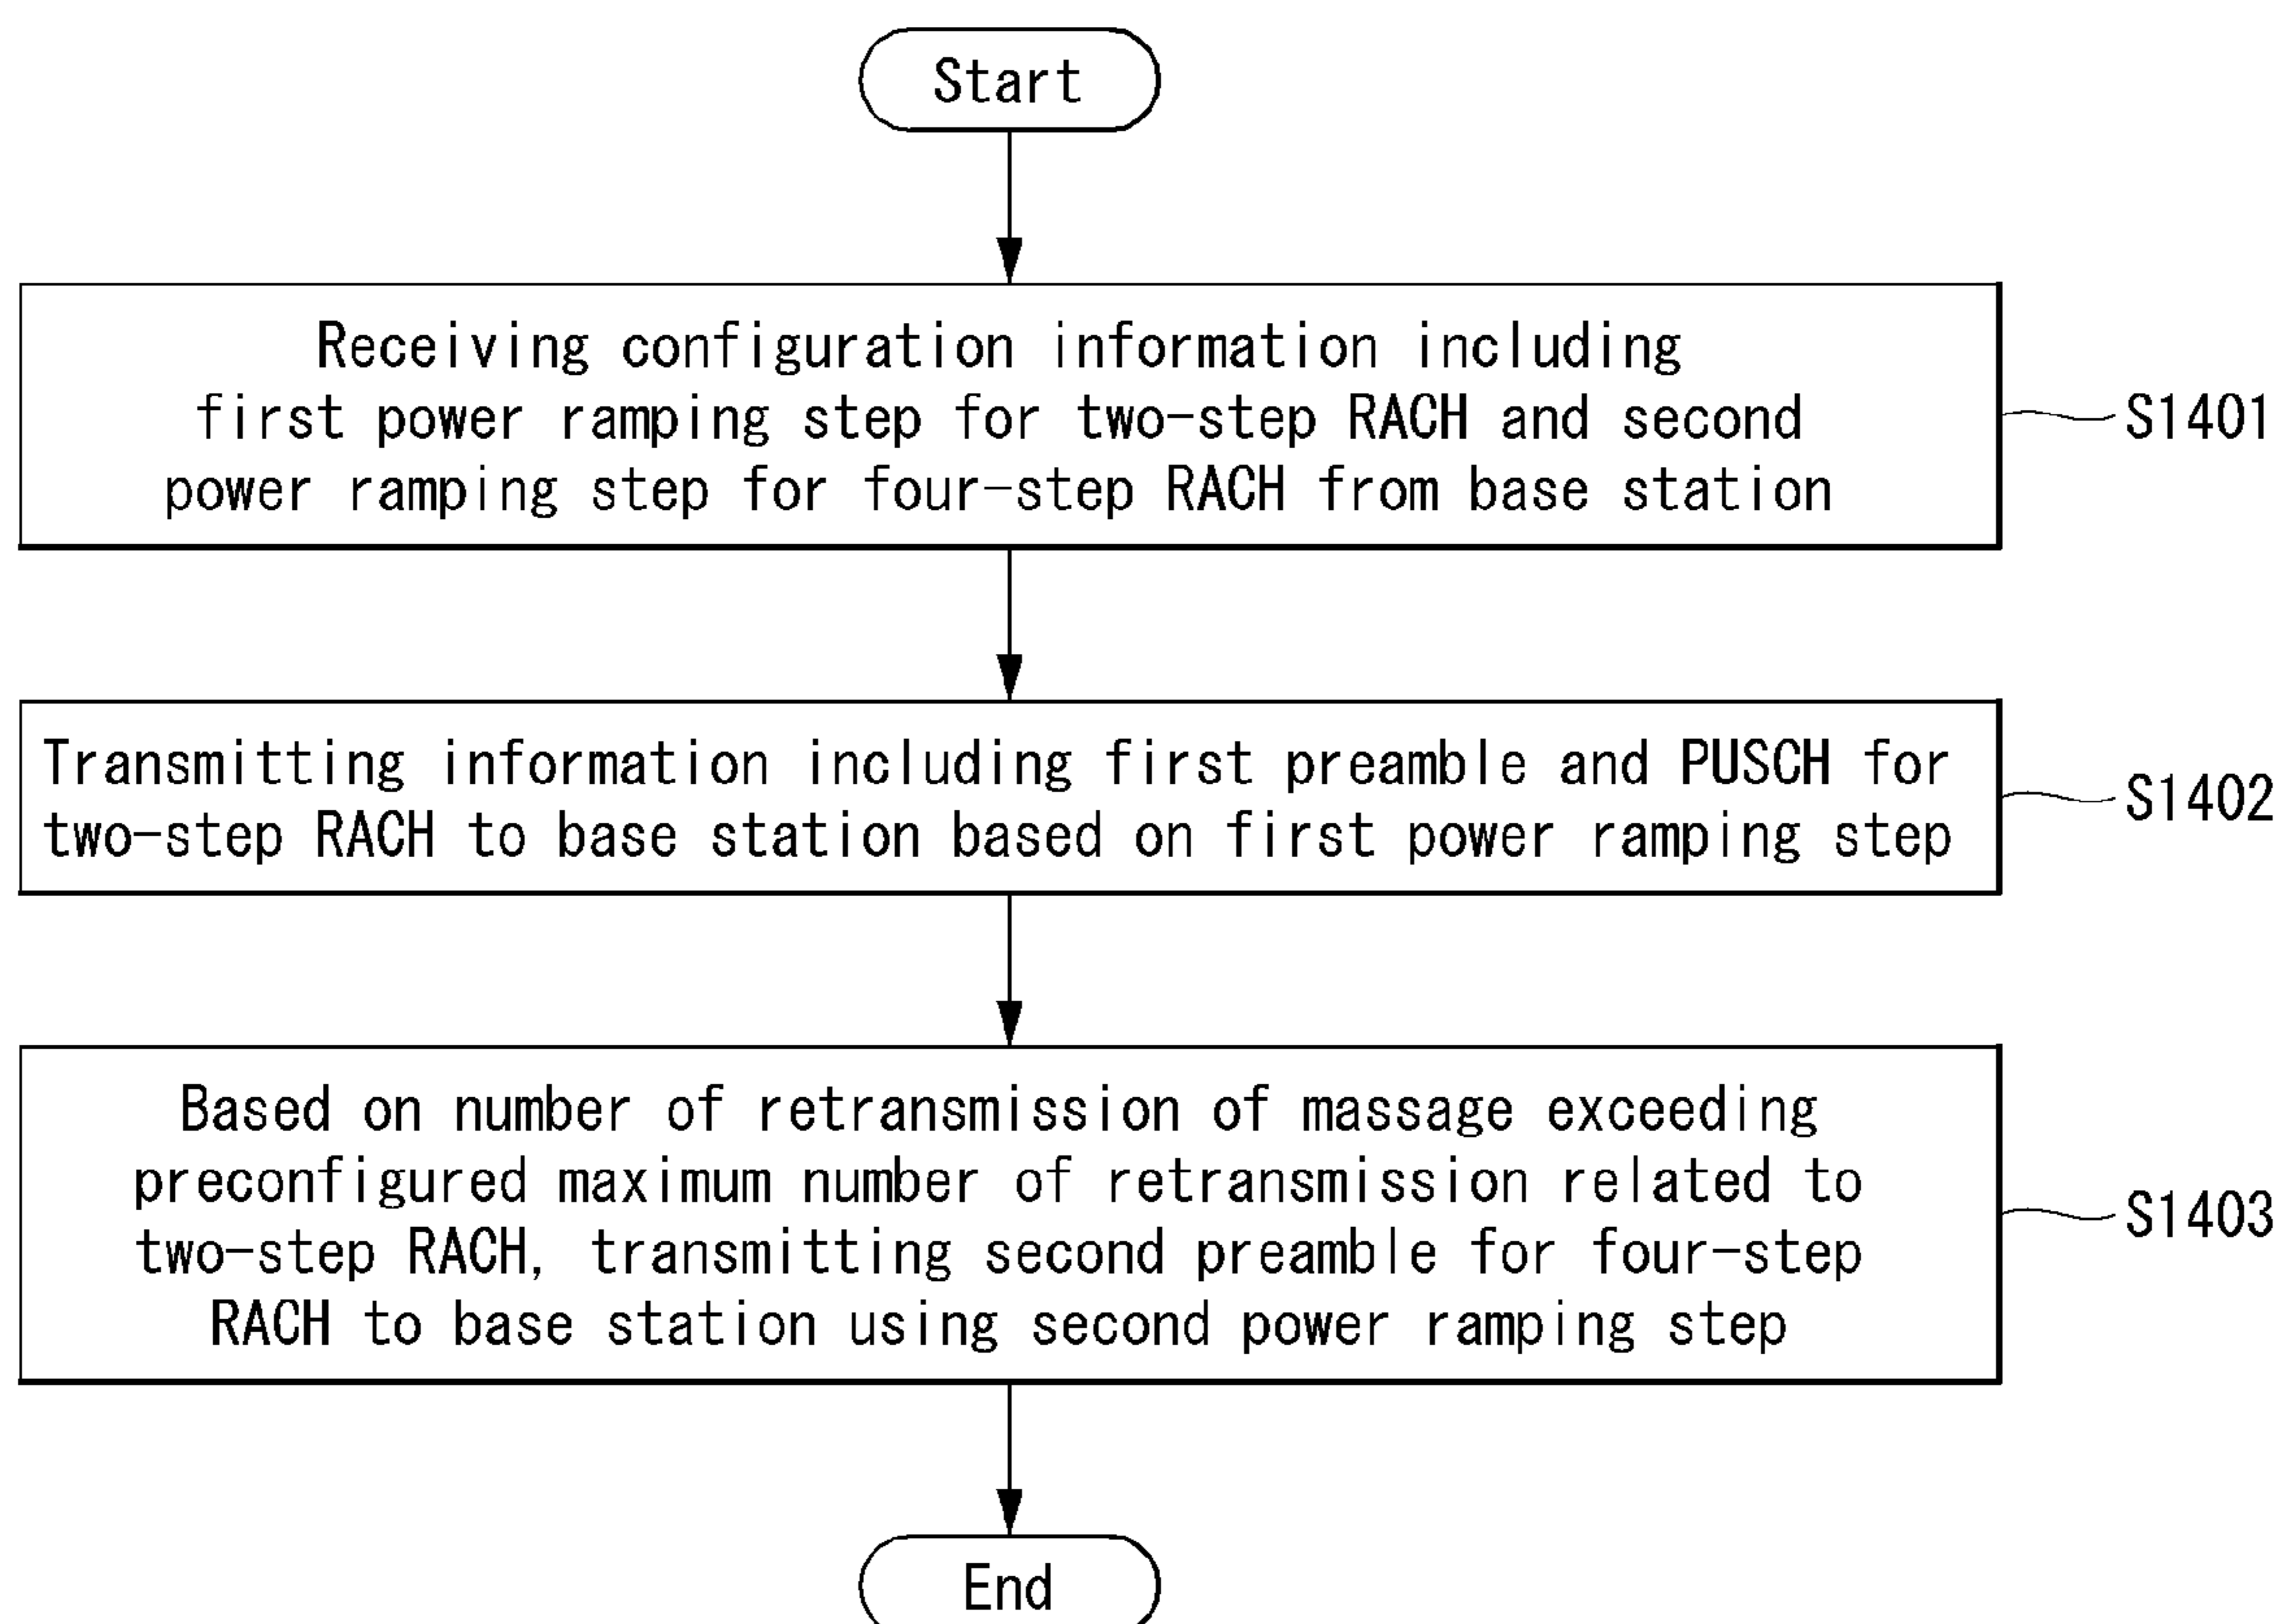 Start
Receiving configuration information including
first power ramping step for two-step RACH and second
power ramping step for four-step RACH from base station
S1401
Transmitting information including first preamble and PUSCH for
two-step RACH to base station based on first power ramping step
S1402
Based on number of retransmission of massage exceeding
preconfigured maximum number of retransmission related to
two-step RACH, transmitting second preamble for four-step
RACH to base station using second power ramping step
S1403
End